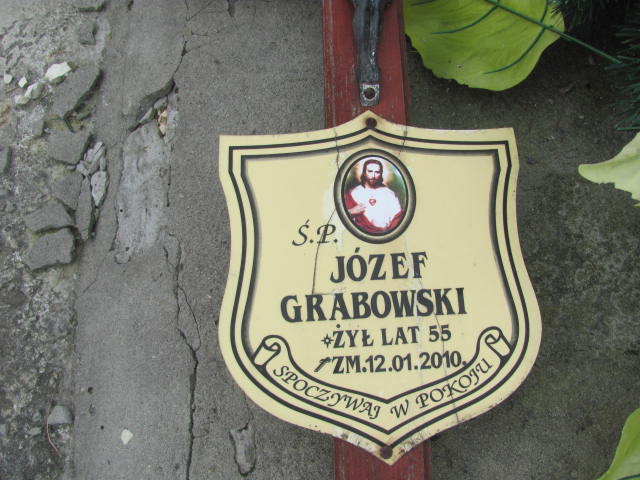 Ś.P.
JÓZEF
GRABOWSKI
ŻYŁ LAT 55
ZM.12.01.2010.
SPOCZYWAJ W POKOJU